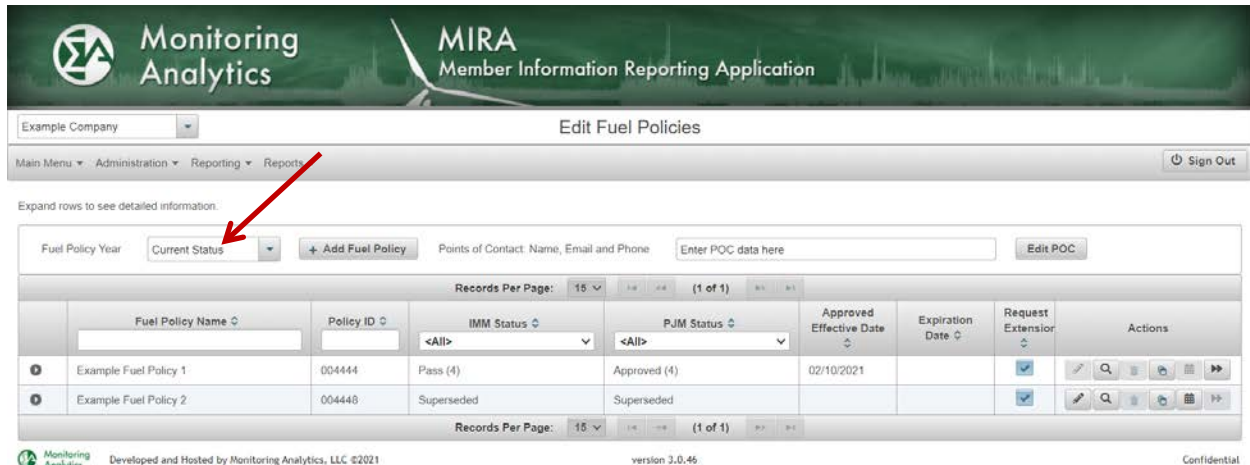 Monitoring Analytics
MIRA
Member Information Reporting Application
Example Company
Edit Fuel Policies
Main Menu Administration Reporting Reports
Sign Out
Expand rows to see detailed information.
Fuel Policy Year Current Status + Add Fuel Policy Points of Contact: Name, Email and Phone Enter POC data here Edit POC
Records Per Page: 15 (1 of 1)
Fuel Policy Name Policy ID IMM Status PJM Status Approved Effective Date Expiration Date Request Extension Actions
<All> <All>
Example Fuel Policy 1 004444 Pass (4) Approved (4) 02/10/2021
Example Fuel Policy 2 004448 Superseded Superseded
Records Per Page: 15 (1 of 1)
Monitoring Analytics Developed and Hosted by Monitoring Analytics, LLC ©2021 version 3.0.46 Confidential